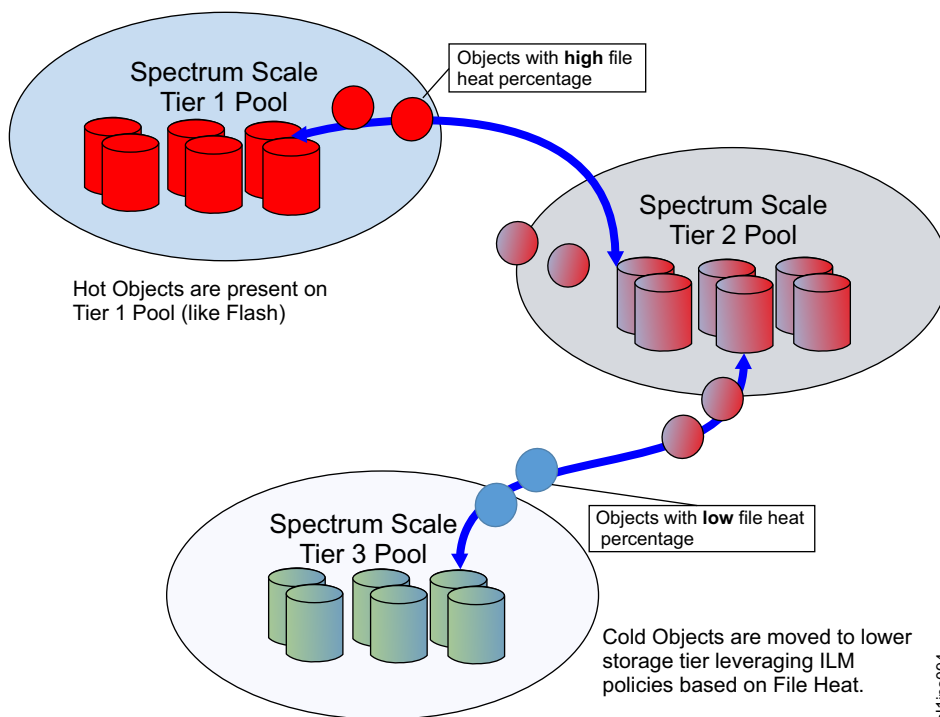 Objects with high file
heat percentage
Spectrum Scale
Tier 1 Pool
Spectrum Scale
Tier 2 Pool
Hot Objects are present on
Tier 1 Pool (like Flash)
Objects with low file heat
percentage
Spectrum Scale
Tier 3 Pool
Cold Objects are moved to lower
storage tier leveraging ILM
policies based on File Heat.